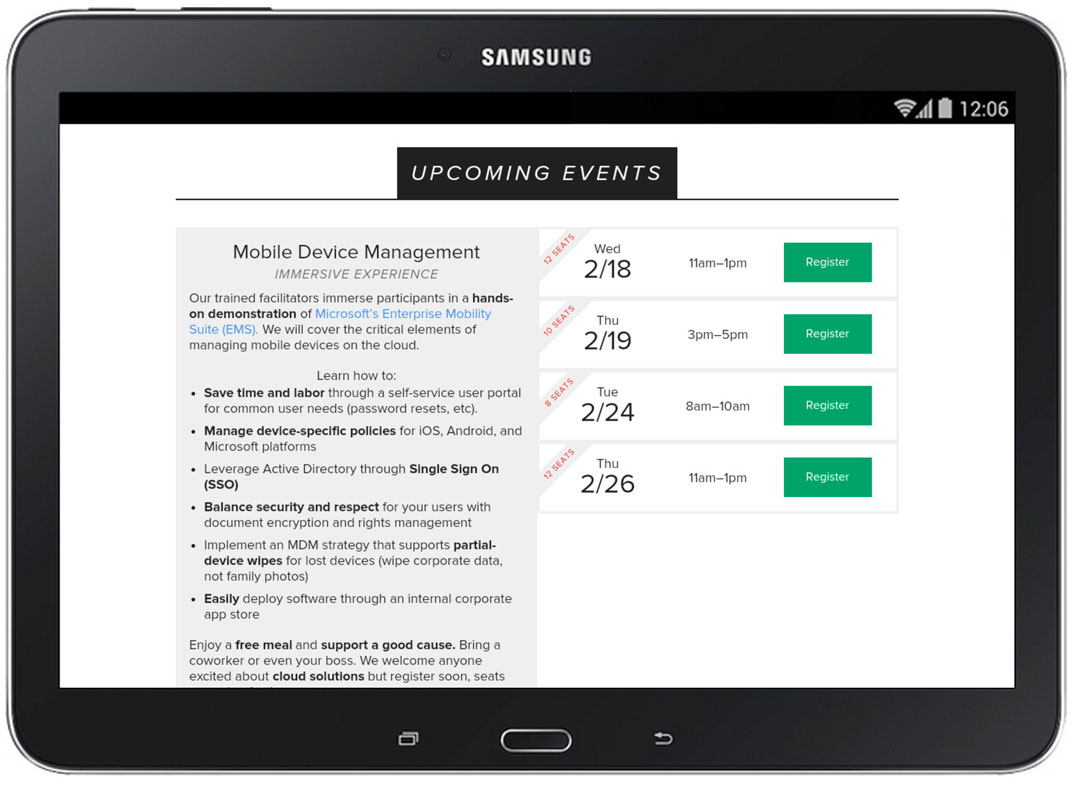 SAMSUNG
12:06
UPCOMING EVENTS
Mobile Device Management
IMMERSIVE EXPERIENCE
Our trained facilitators immerse participants in a hands-
on demonstration of Microsoft's Enterprise Mobility
Suite (EMS). We will cover the critical elements of
managing mobile devices on the cloud.
Learn how to:
• Save time and labor through a self-service user portal
for common user needs (password resets, etc).
• Manage device-specific policies for iOS, Android, and
Microsoft platforms
• Leverage Active Directory through Single Sign On
(SSO)
• Balance security and respect for your users with
document encryption and rights management
• Implement an MDM strategy that supports partial-
device wipes for lost devices (wipe corporate data,
not family photos)
• Easily deploy software through an internal corporate
app store
Enjoy a free meal and support a good cause. Bring a
coworker or even your boss. We welcome anyone
excited about cloud solutions but register soon, seats
12 SEATS
Wed
2/18
11am–1pm
Register
10 SEATS
Thu
2/19
3pm–5pm
Register
8 SEATS
Tue
2/24
8am–10am
Register
12 SEATS
Thu
2/26
11am–1pm
Register